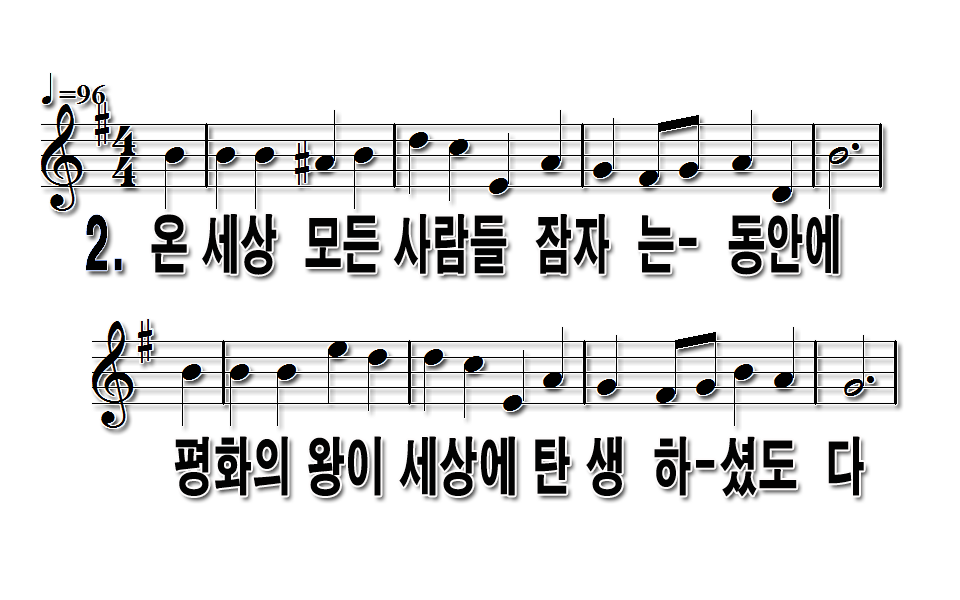 ♩=96
2. 온 세상 모든 사람들 잠자 는- 동안에
평화의 왕이 세상에 탄 생 하-셨도 다